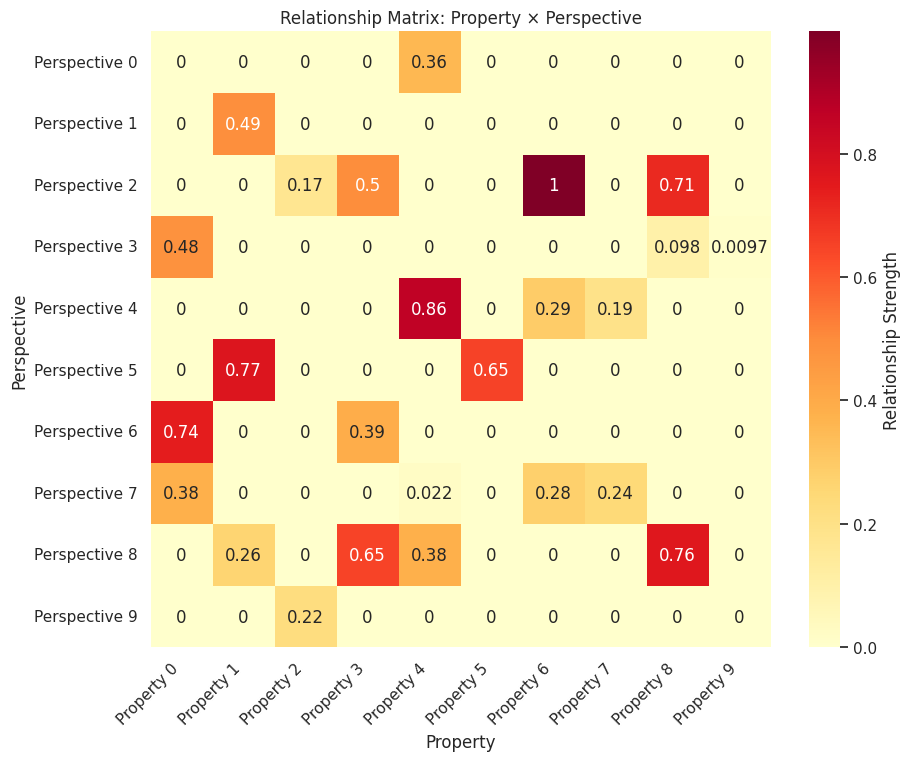 Relationship Matrix: Property × Perspective
Perspective 0 0 0 0 0 0.36 0 0 0 0 0
Perspective 1 0 0.49 0 0 0 0 0 0 0 0
Perspective 2 0 0 0.17 0.5 0 0 1 0 0.71 0
Perspective 3 0.48 0 0 0 0 0 0 0 0.098 0.0097
Perspective 4 0 0 0 0 0.86 0 0.29 0.19 0 0
Perspective 5 0 0.77 0 0 0 0.65 0 0 0 0
Perspective 6 0.74 0 0 0.39 0 0 0 0 0 0
Perspective 7 0.38 0 0 0 0.022 0 0.28 0.24 0 0
Perspective 8 0 0.26 0 0.65 0.38 0 0 0 0.76 0
Perspective 9 0 0 0.22 0 0 0 0 0 0 0
Property 0 Property 1 Property 2 Property 3 Property 4 Property 5 Property 6 Property 7 Property 8 Property 9
Property
Perspective
0.8
0.6
0.4
0.2
0.0
Relationship Strength